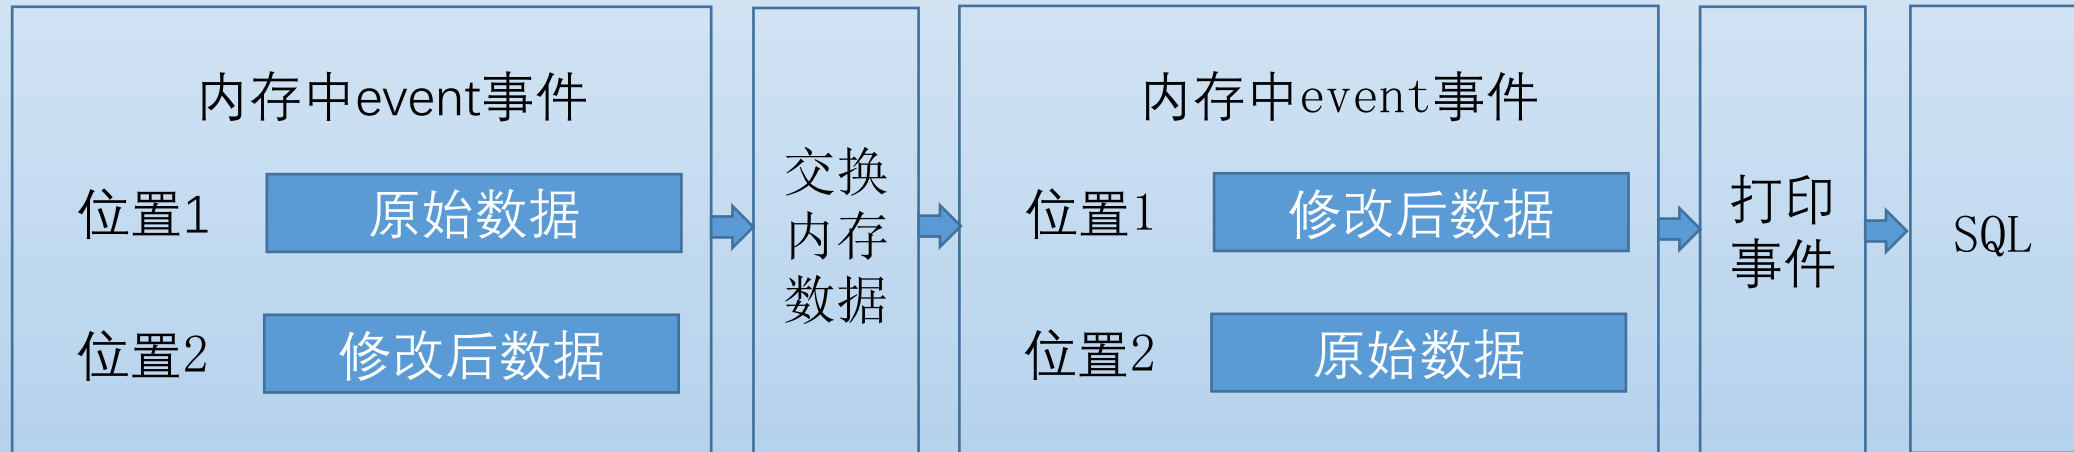 内存中event事件
位置1
原始数据
位置2
修改后数据
交换
内存
数据
内存中event事件
位置1
修改后数据
位置2
原始数据
打印
事件
SQL